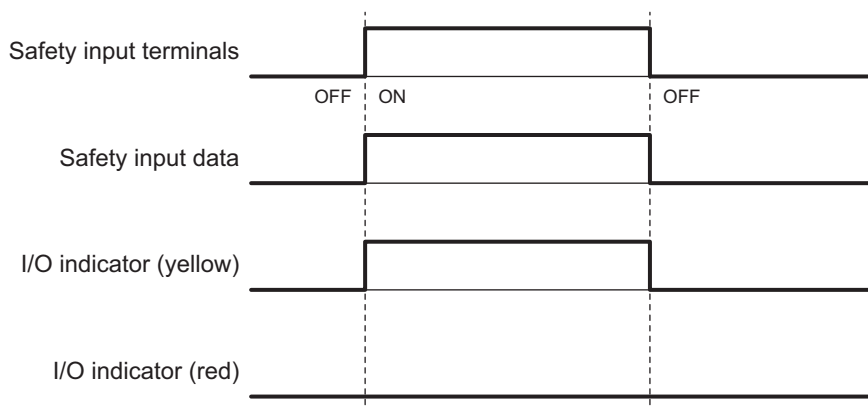 Safety input terminals
OFF ON OFF
Safety input data
I/O indicator (yellow)
I/O indicator (red)